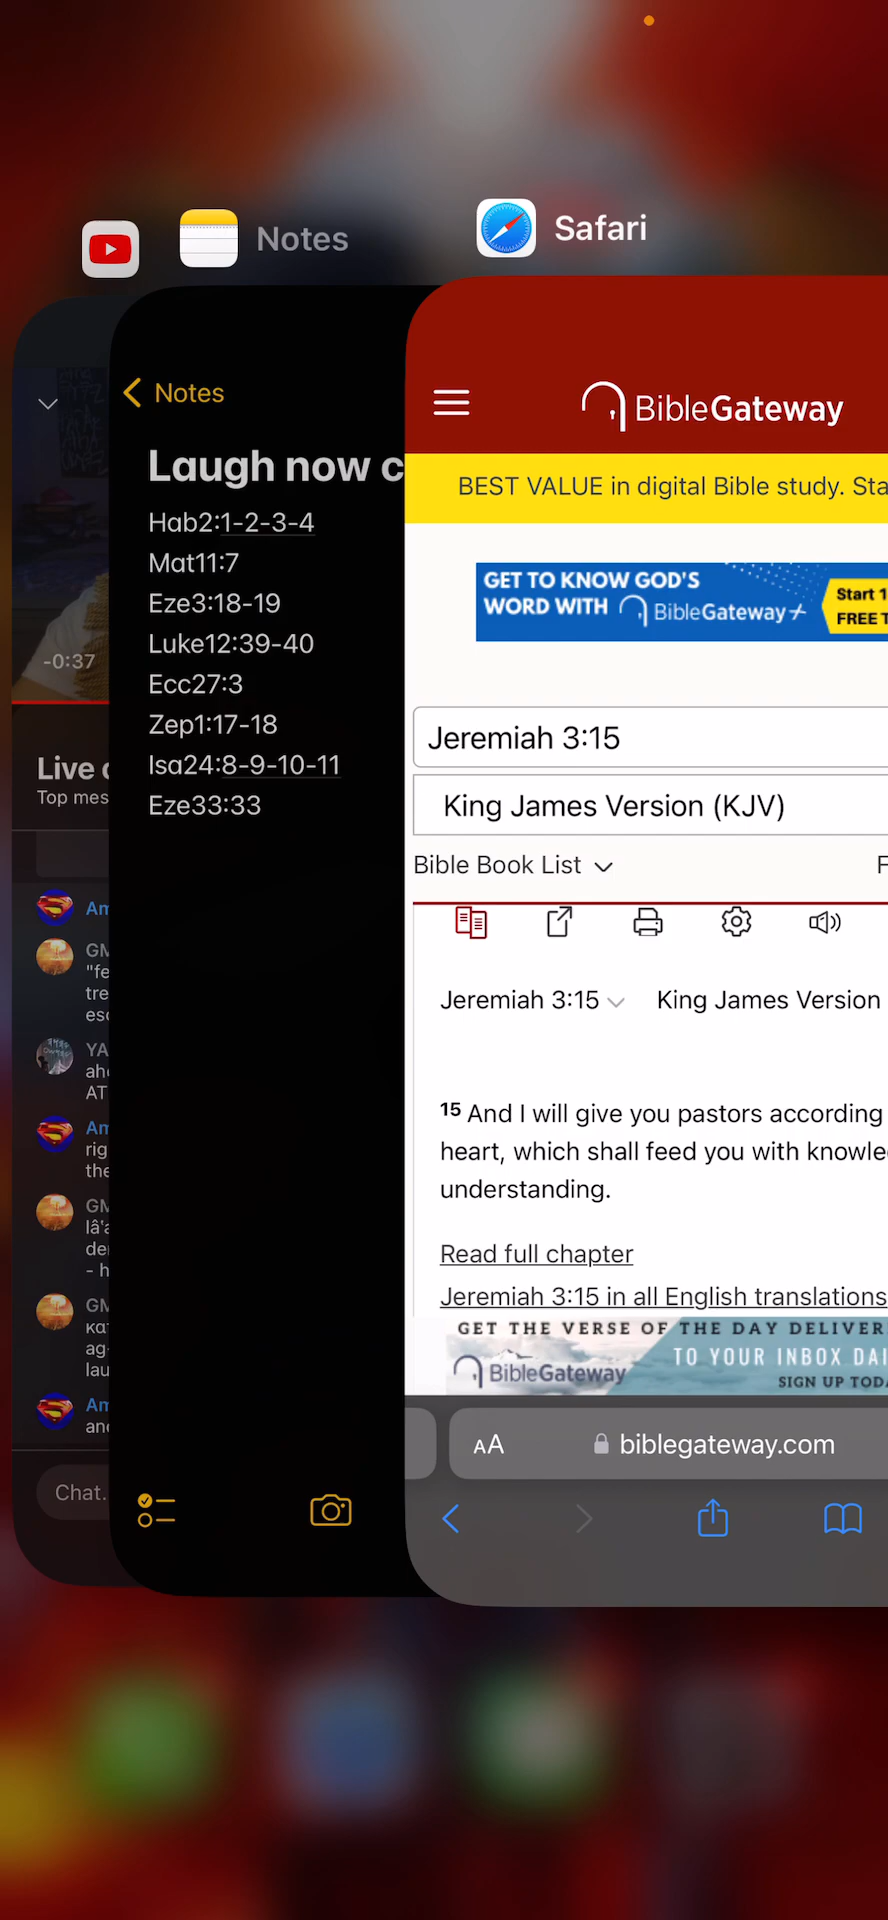 Notes
Safari
Notes
Laugh now c
Hab2:1-2-3-4
Mat11:7
Eze3:18-19
Luke12:39-40
Ecc27:3
Zep1:17-18
Isa24:8-9-10-11
Eze33:33
-0:37
Live
Top mes
Am
GM
"fe
tre
esc
YA
ahe
AT
Am
rig
the
GM
lâ'a
der
- h
GM
ag-
lau
Am
and
Chat.
BibleGateway
BEST VALUE in digital Bible study. Sta
GET TO KNOW GOD'S
WORD WITH BibleGateway+
Start 1
FREE T
Jeremiah 3:15
King James Version (KJV)
Bible Book List
F
Jeremiah 3:15 King James Version
15 And I will give you pastors according
heart, which shall feed you with knowle
understanding.
Read full chapter
Jeremiah 3:15 in all English translations
GET THE VERSE OF THE DAY DELIVER
TO YOUR INBOX DAI
BibleGateway
SIGN UP TODA
AA biblegateway.com